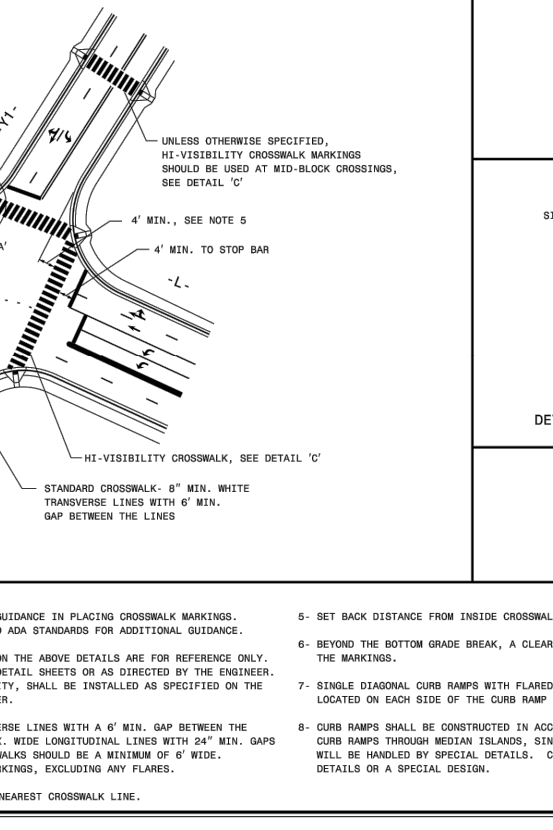 -Y1-
UNLESS OTHERWISE SPECIFIED,
HI-VISIBILITY CROSSWALK MARKINGS
SHOULD BE USED AT MID-BLOCK CROSSINGS,
SEE DETAIL 'C'
4' MIN., SEE NOTE 5
A'
4' MIN. TO STOP BAR
-L-
HI-VISIBILITY CROSSWALK, SEE DETAIL 'C'
STANDARD CROSSWALK- 8" MIN. WHITE
TRANSVERSE LINES WITH 6' MIN.
GAP BETWEEN THE LINES
SI
DE
GUIDANCE IN PLACING CROSSWALK MARKINGS.
ADA STANDARDS FOR ADDITIONAL GUIDANCE.
ON THE ABOVE DETAILS ARE FOR REFERENCE ONLY.
DETAIL SHEETS OR AS DIRECTED BY THE ENGINEER.
ITY, SHALL BE INSTALLED AS SPECIFIED ON THE
ER.
ERSE LINES WITH A 6' MIN. GAP BETWEEN THE
. WIDE LONGITUDINAL LINES WITH 24" MIN. GAPS
WALKS SHOULD BE A MINIMUM OF 6' WIDE.
RKINGS, EXCLUDING ANY FLARES.
NEAREST CROSSWALK LINE.
5- SET BACK DISTANCE FROM INSIDE CROSSWAL
6- BEYOND THE BOTTOM GRADE BREAK, A CLEAR
THE MARKINGS.
7- SINGLE DIAGONAL CURB RAMPS WITH FLARED
LOCATED ON EACH SIDE OF THE CURB RAMP
8- CURB RAMPS SHALL BE CONSTRUCTED IN ACC
CURB RAMPS THROUGH MEDIAN ISLANDS, SIN
WILL BE HANDLED BY SPECIAL DETAILS. C
DETAILS OR A SPECIAL DESIGN.